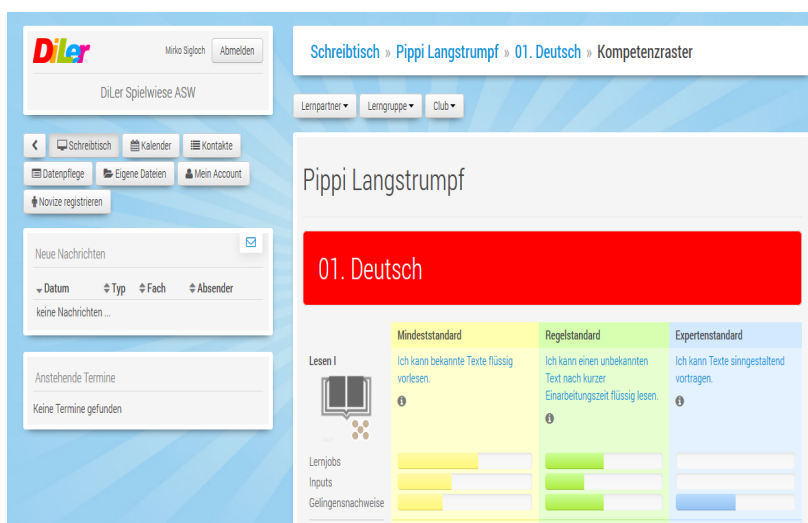 DiLer
Mirko Sigloch
Abmelden
DiLer Spielwiese ASW
Schreibtisch
Kalender
Kontakte
Datenpflege
Eigene Dateien
Mein Account
Novize registrieren
Neue Nachrichten
Datum Typ Fach Absender
keine Nachrichten ...
Anstehende Termine
Keine Termine gefunden
Schreibtisch » Pippi Langstrumpf » 01. Deutsch » Kompetenzraster
Lernpartner
Lerngruppe
Club
Pippi Langstrumpf
01. Deutsch
Mindeststandard Regelstandard Expertenstandard
Lesen I
Ich kann bekannte Texte flüssig
vorlesen.
Ich kann einen unbekannten
Text nach kurzer
Einarbeitungszeit flüssig lesen.
Ich kann Texte sinngestaltend
vortragen.
Lernjobs
Inputs
Gelingensnachweise